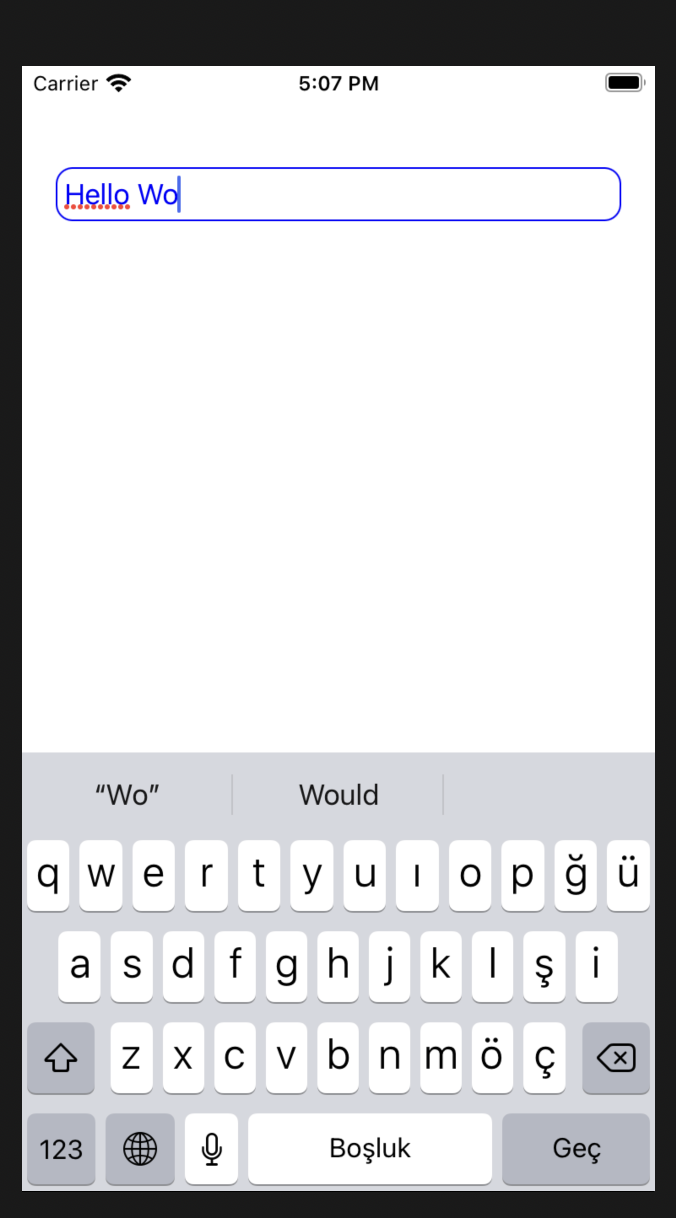 Carrier 5:07 PM
Hello Wo
“Wo” Would
q w e r t y u ı o p ğ ü
a s d f g h j k l ş i
z x c v b n m ö ç
123 Boşluk Geç